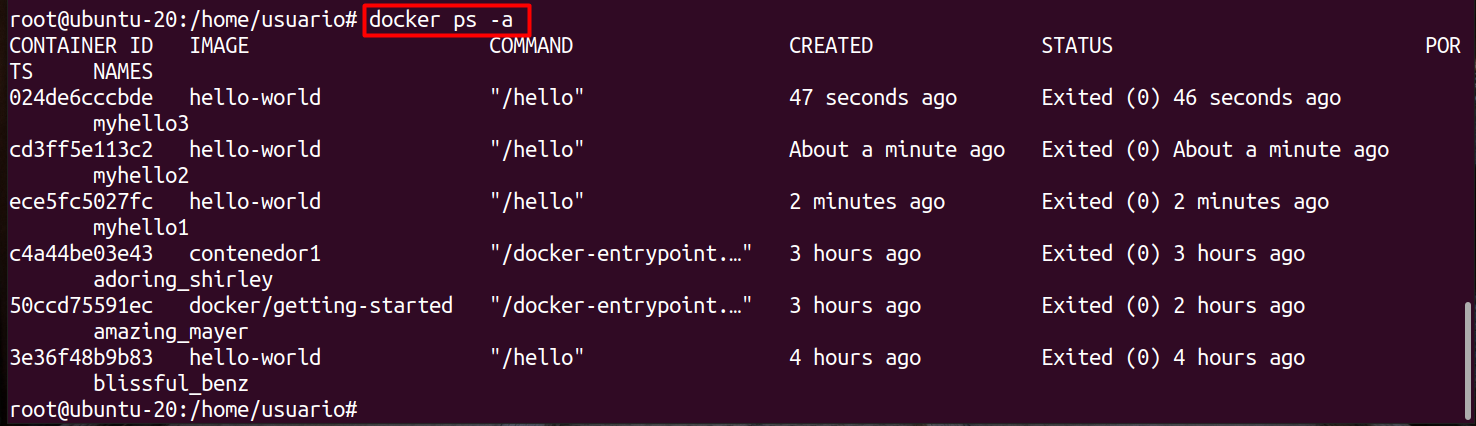 root@ubuntu-20:/home/usuario# docker ps -a
CONTAINER ID   IMAGE                    COMMAND                  CREATED              STATUS                          POR
TS     NAMES
024de6cccbde   hello-world              "/hello"                 47 seconds ago       Exited (0) 46 seconds ago
       myhello3
cd3ff5e113c2   hello-world              "/hello"                 About a minute ago   Exited (0) About a minute ago
       myhello2
ece5fc5027fc   hello-world              "/hello"                 2 minutes ago        Exited (0) 2 minutes ago
       myhello1
c4a44be03e43   contenedor1              "/docker-entrypoint.…"   3 hours ago          Exited (0) 3 hours ago
       adoring_shirley
50ccd75591ec   docker/getting-started   "/docker-entrypoint.…"   3 hours ago          Exited (0) 2 hours ago
       amazing_mayer
3e36f48b9b83   hello-world              "/hello"                 4 hours ago          Exited (0) 4 hours ago
       blissful_benz
root@ubuntu-20:/home/usuario#